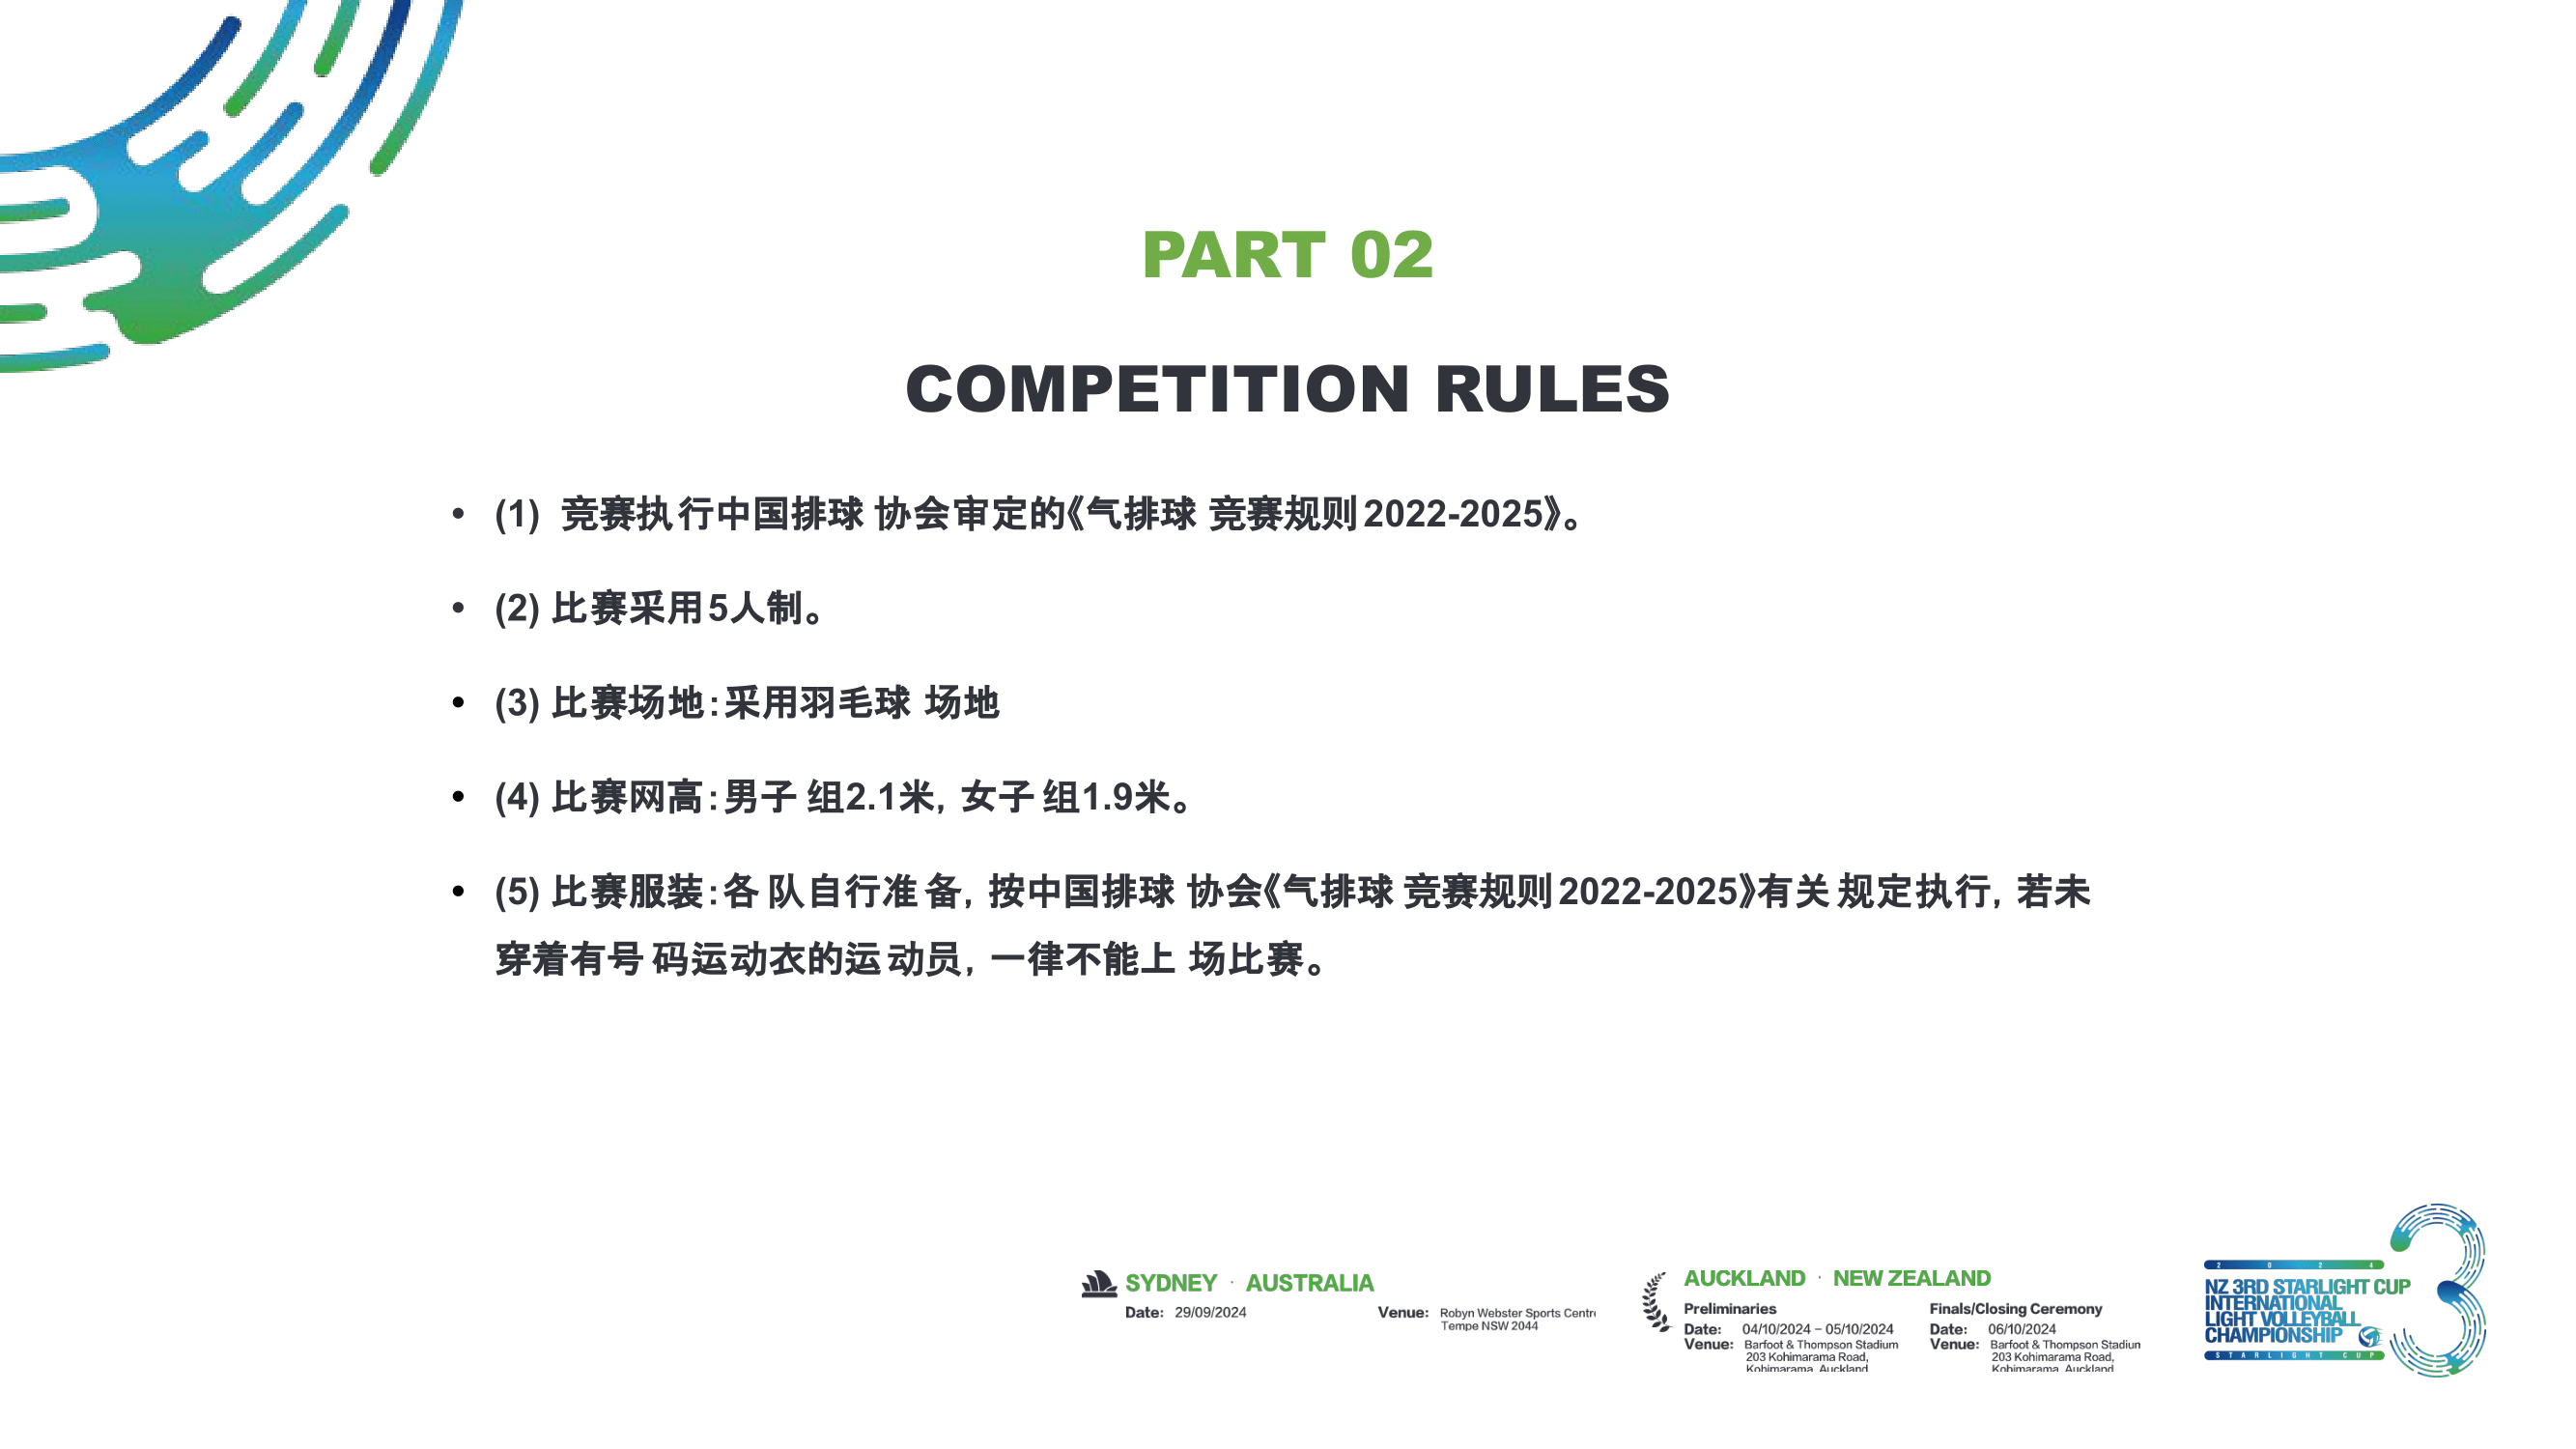 PART 02
COMPETITION RULES
• (1) 竞赛执行中国排球协会审定的《气排球竞赛规则2022-2025》。
• (2) 比赛采用5人制。
• (3) 比赛场地:采用羽毛球场地
• (4) 比赛网高:男子组2.1米, 女子组1.9米。
• (5) 比赛服装:各队自行准备, 按中国排球协会《气排球竞赛规则2022-2025》有关规定执行, 若未
穿着有号码运动衣的运动员, 一律不能上场比赛。
SYDNEY · AUSTRALIA
Date: 29/09/2024
Venue: Robyn Webster Sports Centre
Tempe NSW 2044
AUCKLAND · NEW ZEALAND
Preliminaries
Date: 04/10/2024 – 05/10/2024
Venue: Barfoot & Thompson Stadium
203 Kohimarama Road,
Kohimarama, Auckland
Finals/Closing Ceremony
Date: 06/10/2024
Venue: Barfoot & Thompson Stadium
203 Kohimarama Road,
Kohimarama, Auckland
2 0 2 4
NZ 3RD STARLIGHT CUP
INTERNATIONAL
LIGHT VOLLEYBALL
CHAMPIONSHIP
STARLIGHT CUP